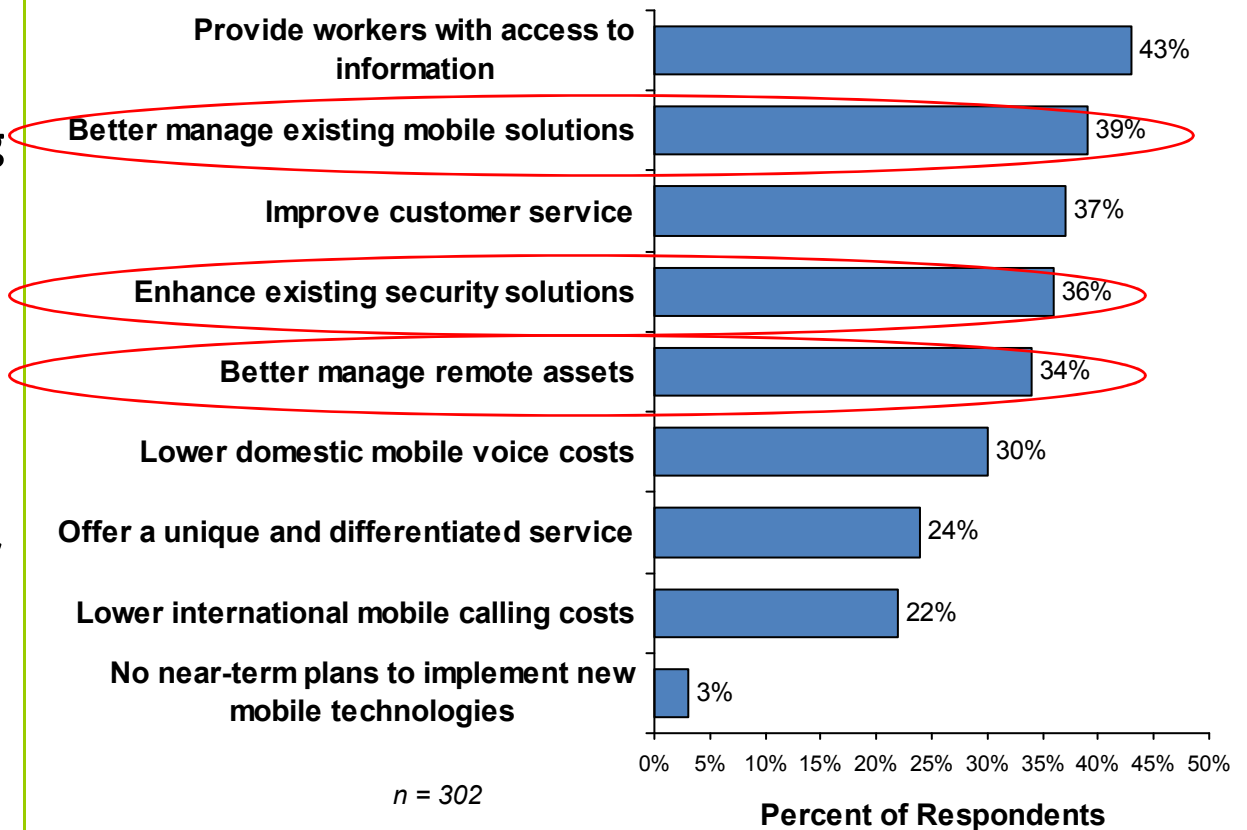 Provide workers with access to
information
43%
g
Better manage existing mobile solutions
39%
Improve customer service
37%
Enhance existing security solutions
36%
Better manage remote assets
34%
Lower domestic mobile voice costs
30%
Offer a unique and differentiated service
24%
Lower international mobile calling costs
22%
No near-term plans to implement new
mobile technologies
3%
0% 5% 10% 15% 20% 25% 30% 35% 40% 45% 50%
n = 302
Percent of Respondents